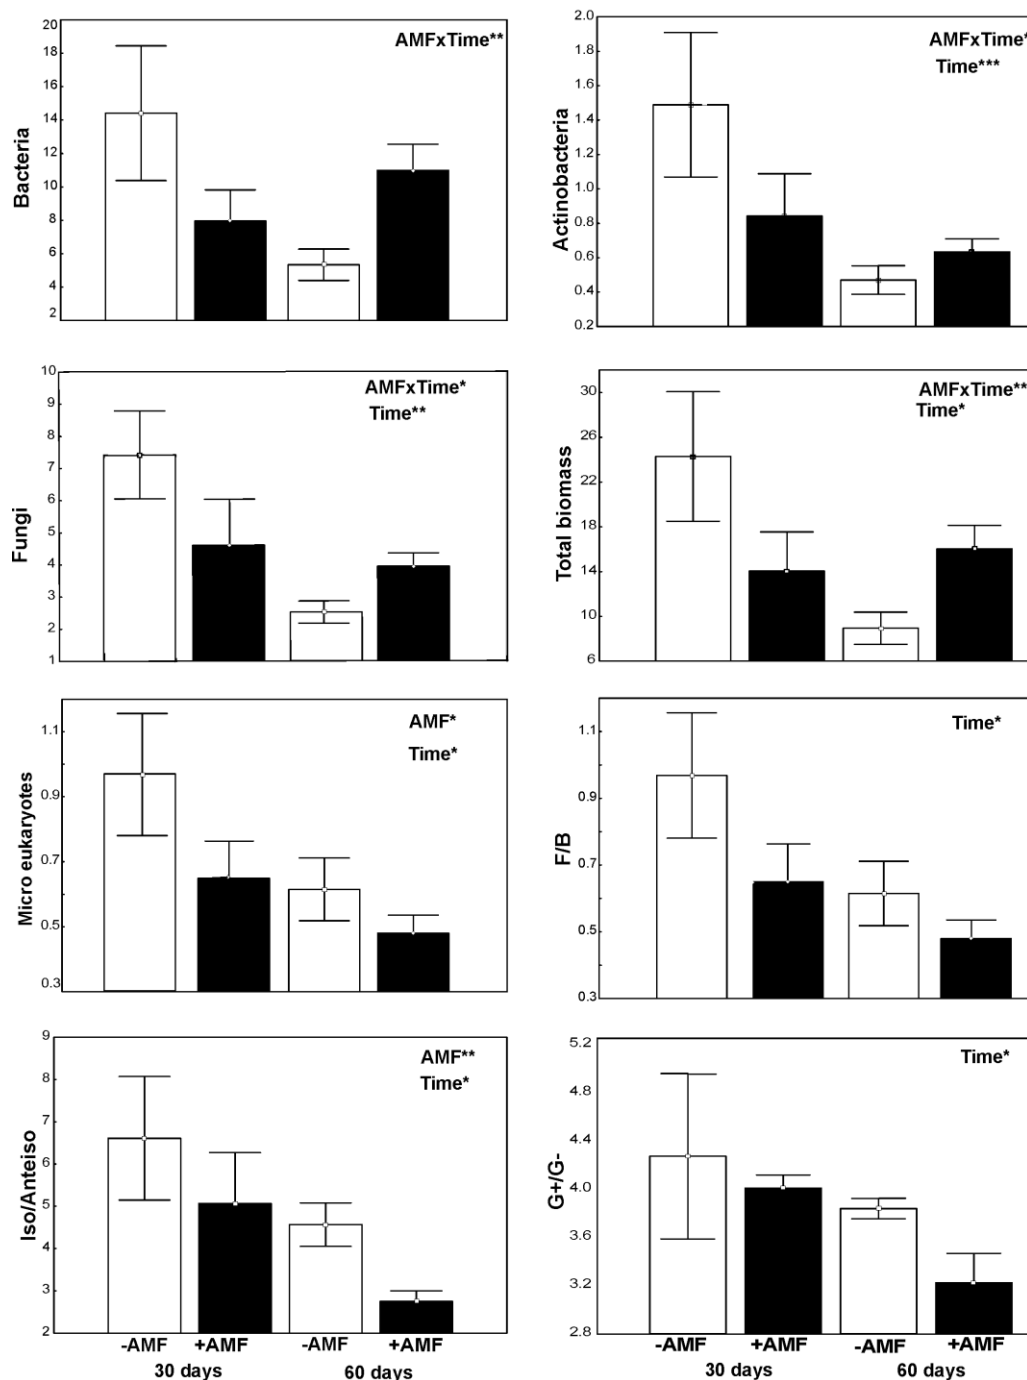 20
18
16
14
12
10
8
6
4
2
Bacteria
AMFxTime**
2.0
1.8
1.6
1.4
1.2
1.0
0.8
0.6
0.4
0.2
Actinobacteria
AMFxTime*
Time***
10
9
8
7
6
5
4
3
2
1
Fungi
AMFxTime*
Time**
30
26
22
18
14
10
6
Total biomass
AMFxTime**
Time*
1.1
0.9
0.7
0.5
0.3
Micro eukaryotes
AMF*
Time*
1.1
0.9
0.7
0.5
0.3
F/B
Time*
9
8
7
6
5
4
3
2
Iso/Anteiso
AMF**
Time*
-AMF +AMF -AMF +AMF
30 days 60 days
5.2
4.8
4.4
4.0
3.6
3.2
2.8
G+/G-
Time*
-AMF +AMF -AMF +AMF
30 days 60 days